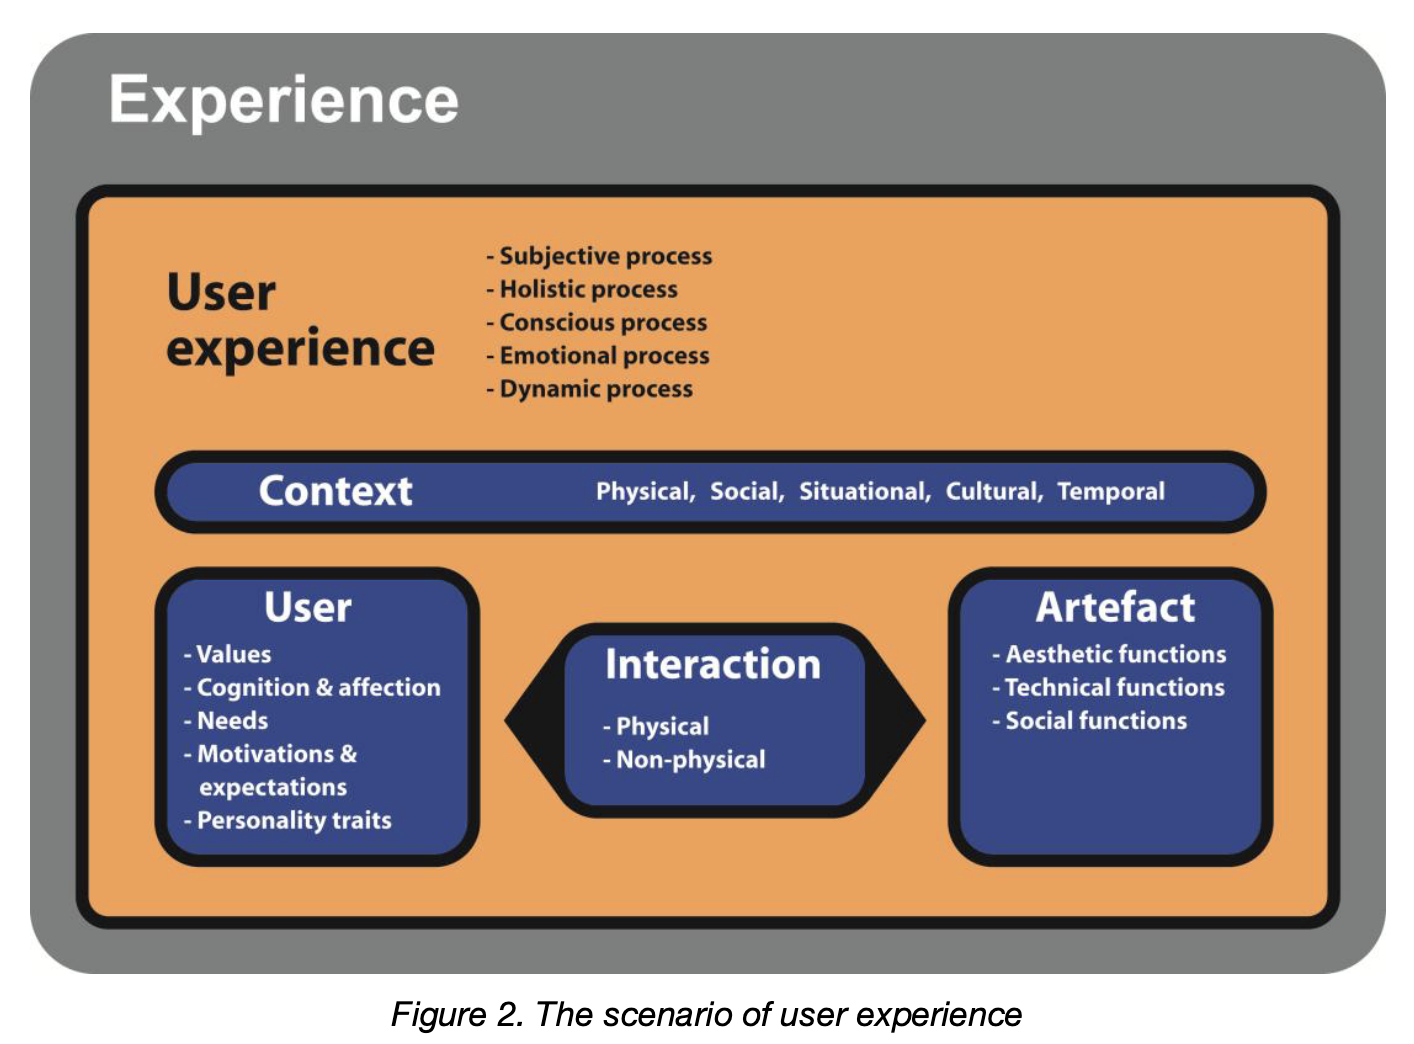 Experience
User
experience
- Subjective process
- Holistic process
- Conscious process
- Emotional process
- Dynamic process
Context
Physital, Social, Situational, Cultural, Temporal
User
- Values
- Cognition & affection
- Needs
- Motivations &
expectations
- Personality traits
Interaction
- Physical
- Non-physical
Artefact
- Aesthetic functions
- Technical functions
- Social functions
Figure 2. The scenario of user experience